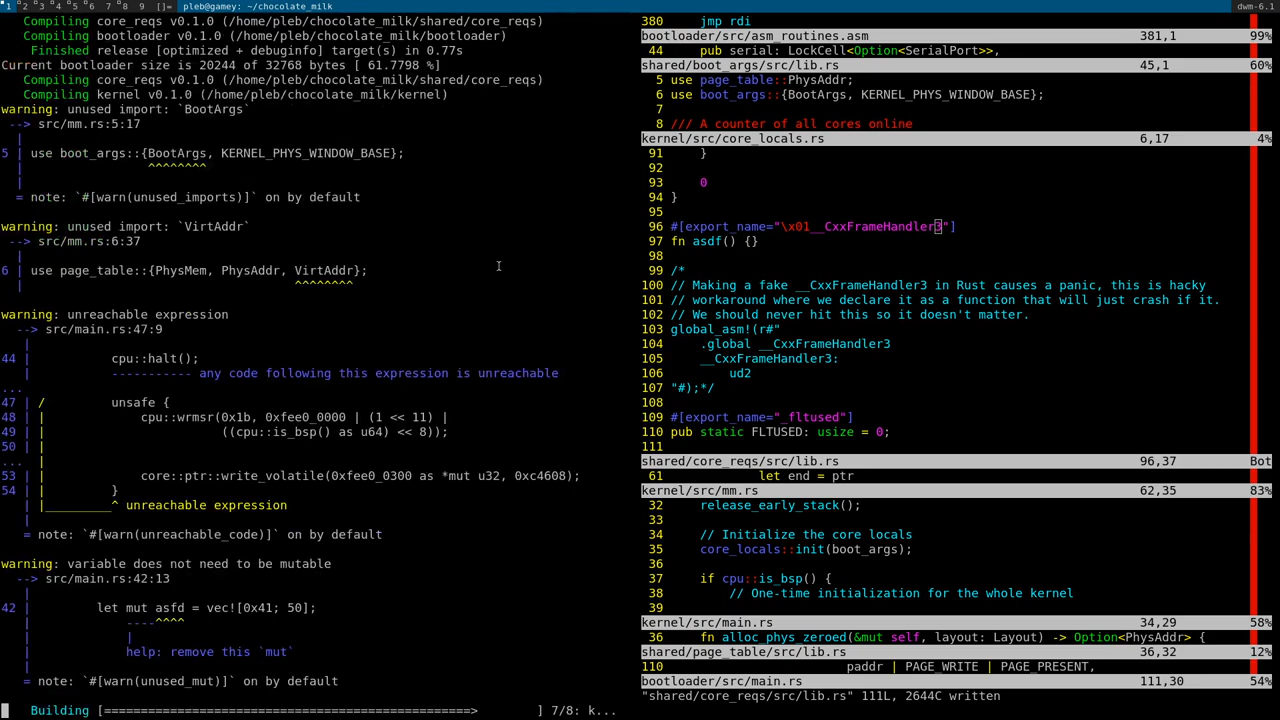 1 2 3 4 5 6 7 8 9 []= pleb@gamey: ~/chocolate_milk dwm-6.1
Compiling core_reqs v0.1.0 (/home/pleb/chocolate_milk/shared/core_reqs)
Compiling bootloader v0.1.0 (/home/pleb/chocolate_milk/bootloader)
Finished release [optimized + debuginfo] target(s) in 0.77s
Current bootloader size is 20244 of 32768 bytes [ 61.7798 %]
Compiling core_reqs v0.1.0 (/home/pleb/chocolate_milk/shared/core_reqs)
Compiling kernel v0.1.0 (/home/pleb/chocolate_milk/kernel)
warning: unused import: `BootArgs`
--> src/mm.rs:5:17
|
5 | use boot_args::{BootArgs, KERNEL_PHYS_WINDOW_BASE};
| ^^^^^^^^
|
= note: `#[warn(unused_imports)]` on by default
warning: unused import: `VirtAddr`
--> src/mm.rs:6:37
|
6 | use page_table::{PhysMem, PhysAddr, VirtAddr};
| ^^^^^^^^
warning: unreachable expression
--> src/main.rs:47:9
|
44 | cpu::halt();
| ----------- any code following this expression is unreachable
...
47 | / unsafe {
48 | | cpu::wrmsr(0x1b, 0xfee0_0000 | (1 << 11) |
49 | | ((cpu::is_bsp() as u64) << 8));
50 | |
... |
53 | | core::ptr::write_volatile(0xfee0_0300 as *mut u32, 0xc4608);
54 | | }
| |_________^ unreachable expression
|
= note: `#[warn(unreachable_code)]` on by default
warning: variable does not need to be mutable
--> src/main.rs:42:13
|
42 | let mut asfd = vec![0x41; 50];
| ----^^^^
| |
| help: remove this `mut`
|
= note: `#[warn(unused_mut)]` on by default
Building [===================================================> ] 7/8: k...
380 jmp rdi
bootloader/src/asm_routines.asm 381,1 99%
44 pub serial: LockCell<Option<SerialPort>>,
shared/boot_args/src/lib.rs 45,1 60%
5 use page_table::PhysAddr;
6 use boot_args::{BootArgs, KERNEL_PHYS_WINDOW_BASE};
7
8 /// A counter of all cores online
kernel/src/core_locals.rs 6,17 4%
91 }
92
93 0
94 }
95
96 #[export_name="\x01__CxxFrameHandler3"]
97 fn asdf() {}
98
99 /*
100 // Making a fake __CxxFrameHandler3 in Rust causes a panic, this is hacky
101 // workaround where we declare it as a function that will just crash if it.
102 // We should never hit this so it doesn't matter.
103 global_asm!(r#"
104 .global __CxxFrameHandler3
105 __CxxFrameHandler3:
106 ud2
107 "#);*/
108
109 #[export_name="_fltused"]
110 pub static FLTUSED: usize = 0;
111
shared/core_reqs/src/lib.rs 96,37 Bot
61 let end = ptr
kernel/src/mm.rs 62,35 83%
32 release_early_stack();
33
34 // Initialize the core locals
35 core_locals::init(boot_args);
36
37 if cpu::is_bsp() {
38 // One-time initialization for the whole kernel
39
kernel/src/main.rs 34,29 58%
36 fn alloc_phys_zeroed(&mut self, layout: Layout) -> Option<PhysAddr> {
shared/page_table/src/lib.rs 36,32 12%
110 paddr | PAGE_WRITE | PAGE_PRESENT,
bootloader/src/main.rs 111,30 54%
"shared/core_reqs/src/lib.rs" 111L, 2644C written